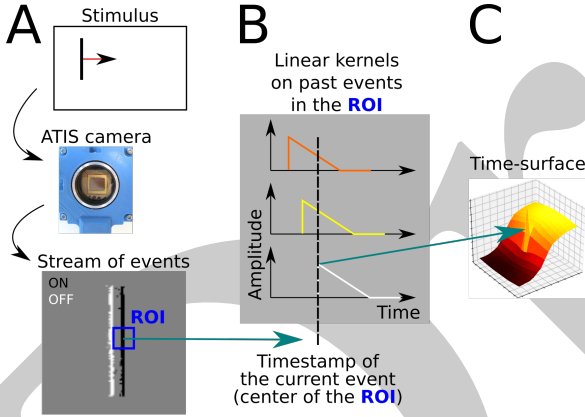 A
Stimulus
ATIS camera
Stream of events
ON
OFF
ROI
B
Linear kernels
on past events
in the ROI
Amplitude
Time
Timestamp of
the current event
(center of the ROI)
C
Time-surface